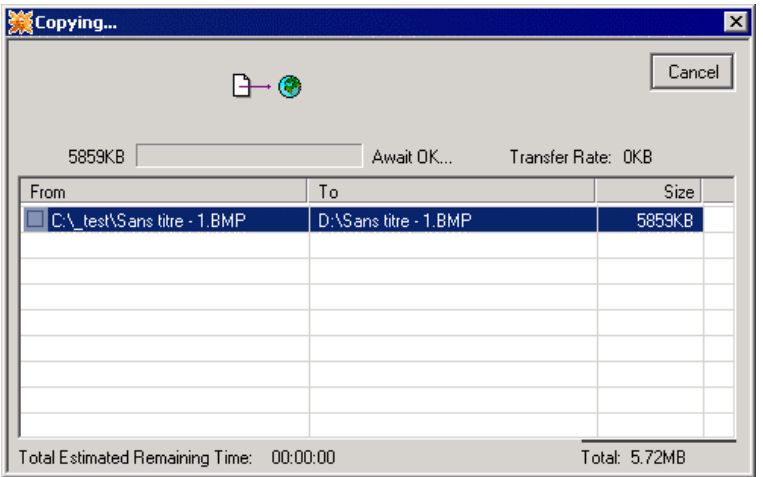 Copying...
Cancel
5859KB Await OK... Transfer Rate: 0KB
From To Size
C:\_test\Sans titre - 1.BMP D:\Sans titre - 1.BMP 5859KB
Total Estimated Remaining Time: 00:00:00 Total: 5.72MB